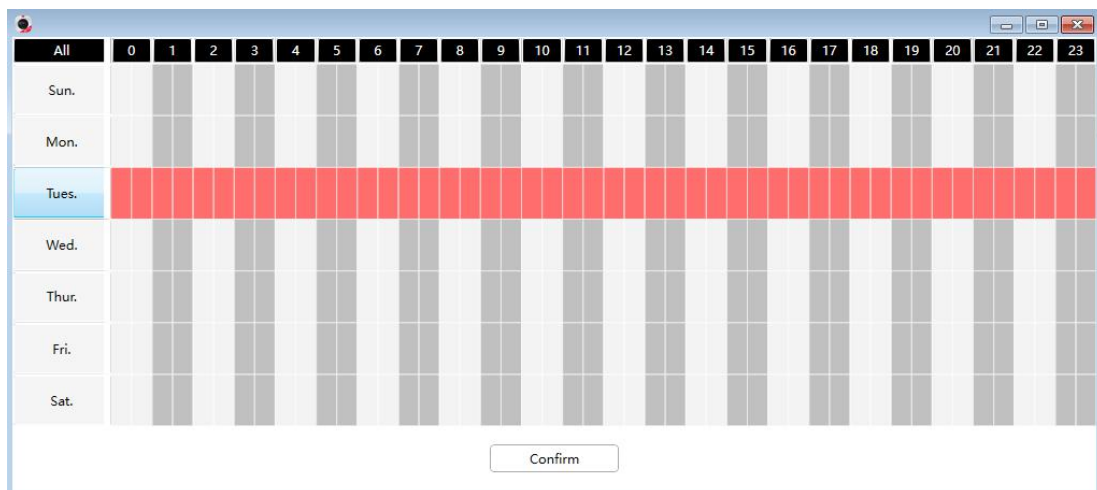 All 0 1 2 3 4 5 6 7 8 9 10 11 12 13 14 15 16 17 18 19 20 21 22 23
Sun.
Mon.
Tues.
Wed.
Thur.
Fri.
Sat.
Confirm